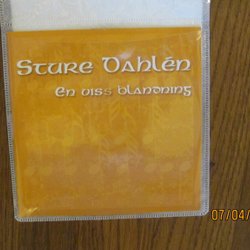 Sture Dahlén
En viss blandning
07/04/